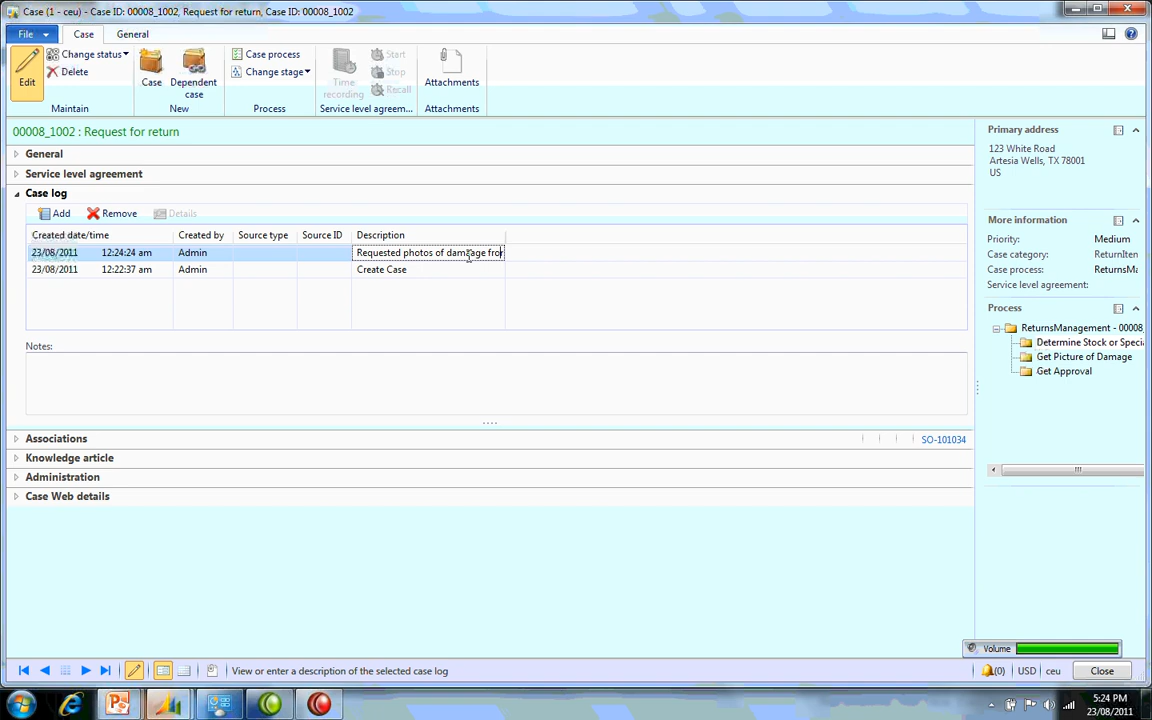 Case (1 - ceu) - Case ID: 00008_1002, Request for return, Case ID: 00008_1002
File Case General
Edit
Change status
Delete
Maintain
Case
Dependent case
New
Case process
Change stage
Process
Time recording
Start
Stop
Recall
Service level agreem...
Attachments
Attachments
00008_1002 : Request for return
General
Service level agreement
Case log
Add Remove Details
Created date/time Created by Source type Source ID Description
23/08/2011 12:24:24 am Admin Requested photos of damage fror
23/08/2011 12:22:37 am Admin Create Case
Notes:
Associations SO-101034
Knowledge article
Administration
Case Web details
Primary address
123 White Road
Artesia Wells, TX 78001
US
More information
Priority: Medium
Case category: ReturnIten
Case process: ReturnsMa
Service level agreement:
Process
ReturnsManagement - 00008_
Determine Stock or Specia
Get Picture of Damage
Get Approval
Volume
View or enter a description of the selected case log
(0) USD ceu Close
5:24 PM
23/08/2011